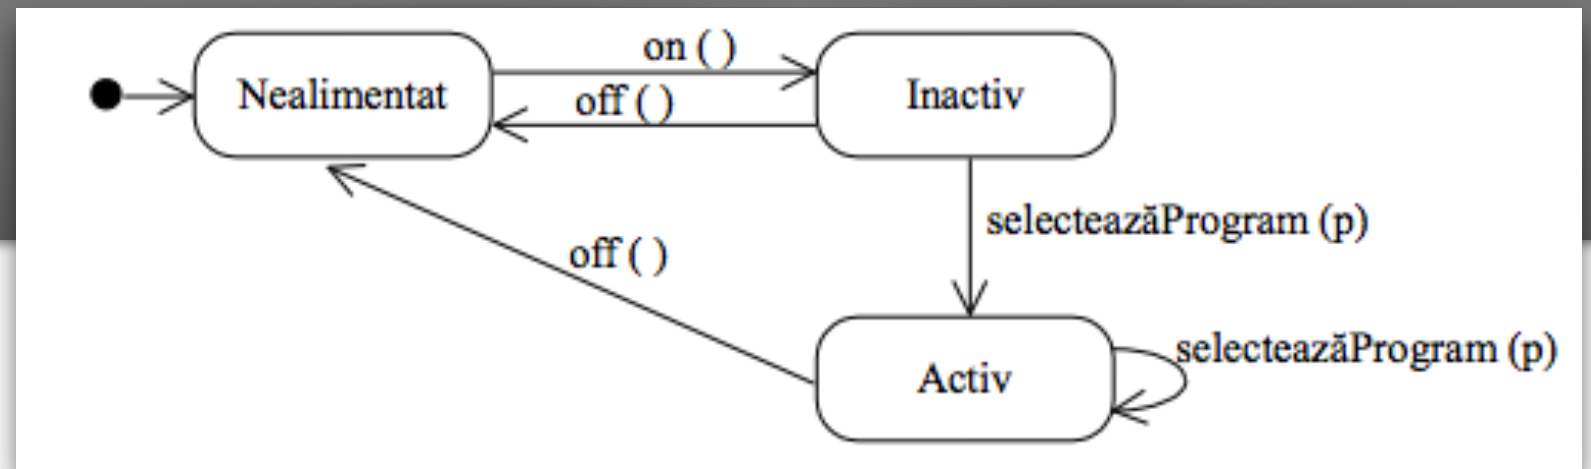 on ( )
Nealimentat
Inactiv
off ( )
selecteazăProgram (p)
off ( )
selecteazăProgram (p)
Activ